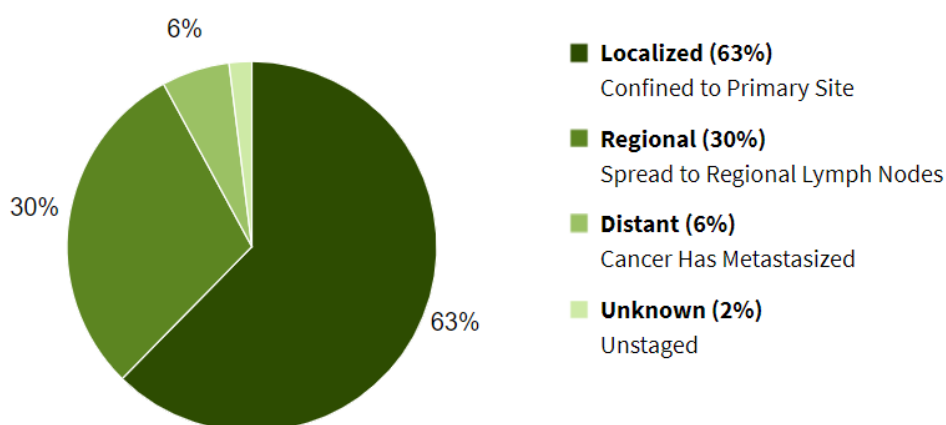 6%
30%
63%
Localized (63%)
Confined to Primary Site
Regional (30%)
Spread to Regional Lymph Nodes
Distant (6%)
Cancer Has Metastasized
Unknown (2%)
Unstaged